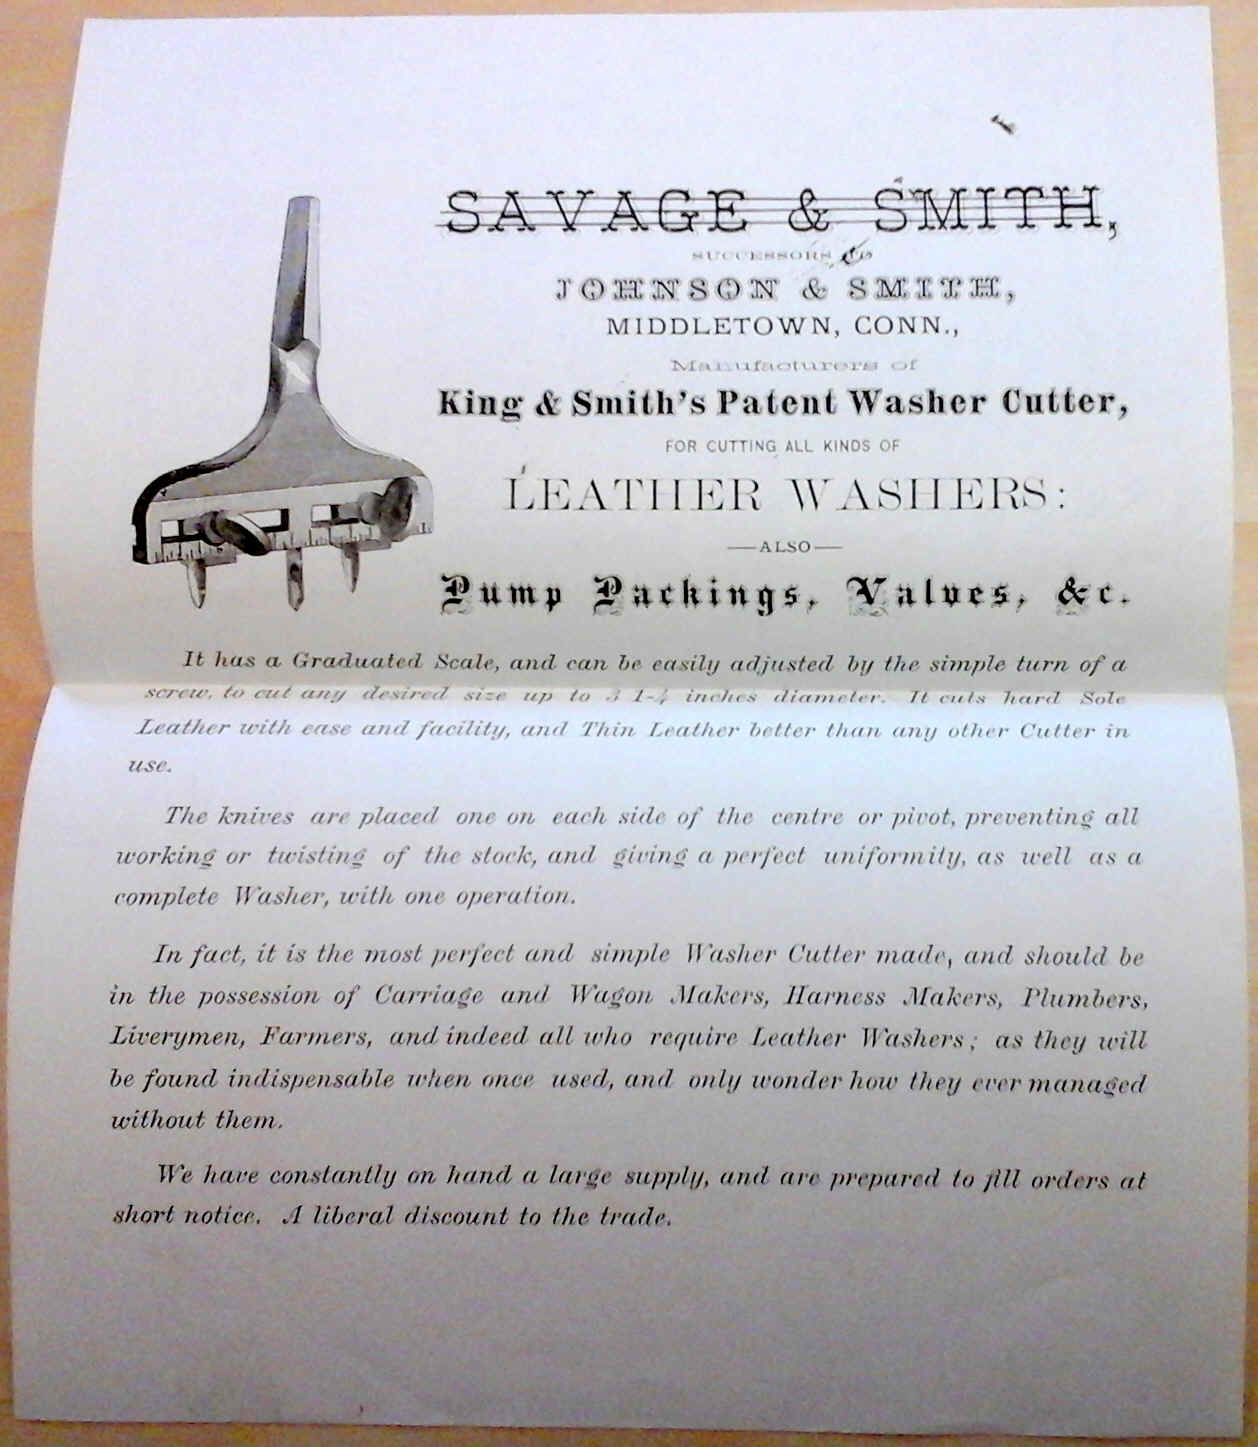 SAVAGE & SMITH,
SUCCESSORS TO
JOHNSON & SMITH,
MIDDLETOWN, CONN.,
Manufacturers of
King & Smith's Patent Washer Cutter,
FOR CUTTING ALL KINDS OF
LEATHER WASHERS:
—ALSO—
Pump Packings, Valves, &c.
It has a Graduated Scale, and can be easily adjusted by the simple turn of a
screw, to cut any desired size up to 3 1-4 inches diameter. It cuts hard Sole
Leather with ease and facility, and Thin Leather better than any other Cutter in
use.
The knives are placed one on each side of the centre or pivot, preventing all
working or twisting of the stock, and giving a perfect uniformity, as well as a
complete Washer, with one operation.
In fact, it is the most perfect and simple Washer Cutter made, and should be
in the possession of Carriage and Wagon Makers, Harness Makers, Plumbers,
Liverymen, Farmers, and indeed all who require Leather Washers; as they will
be found indispensable when once used, and only wonder how they ever managed
without them.
We have constantly on hand a large supply, and are prepared to fill orders at
short notice. A liberal discount to the trade.